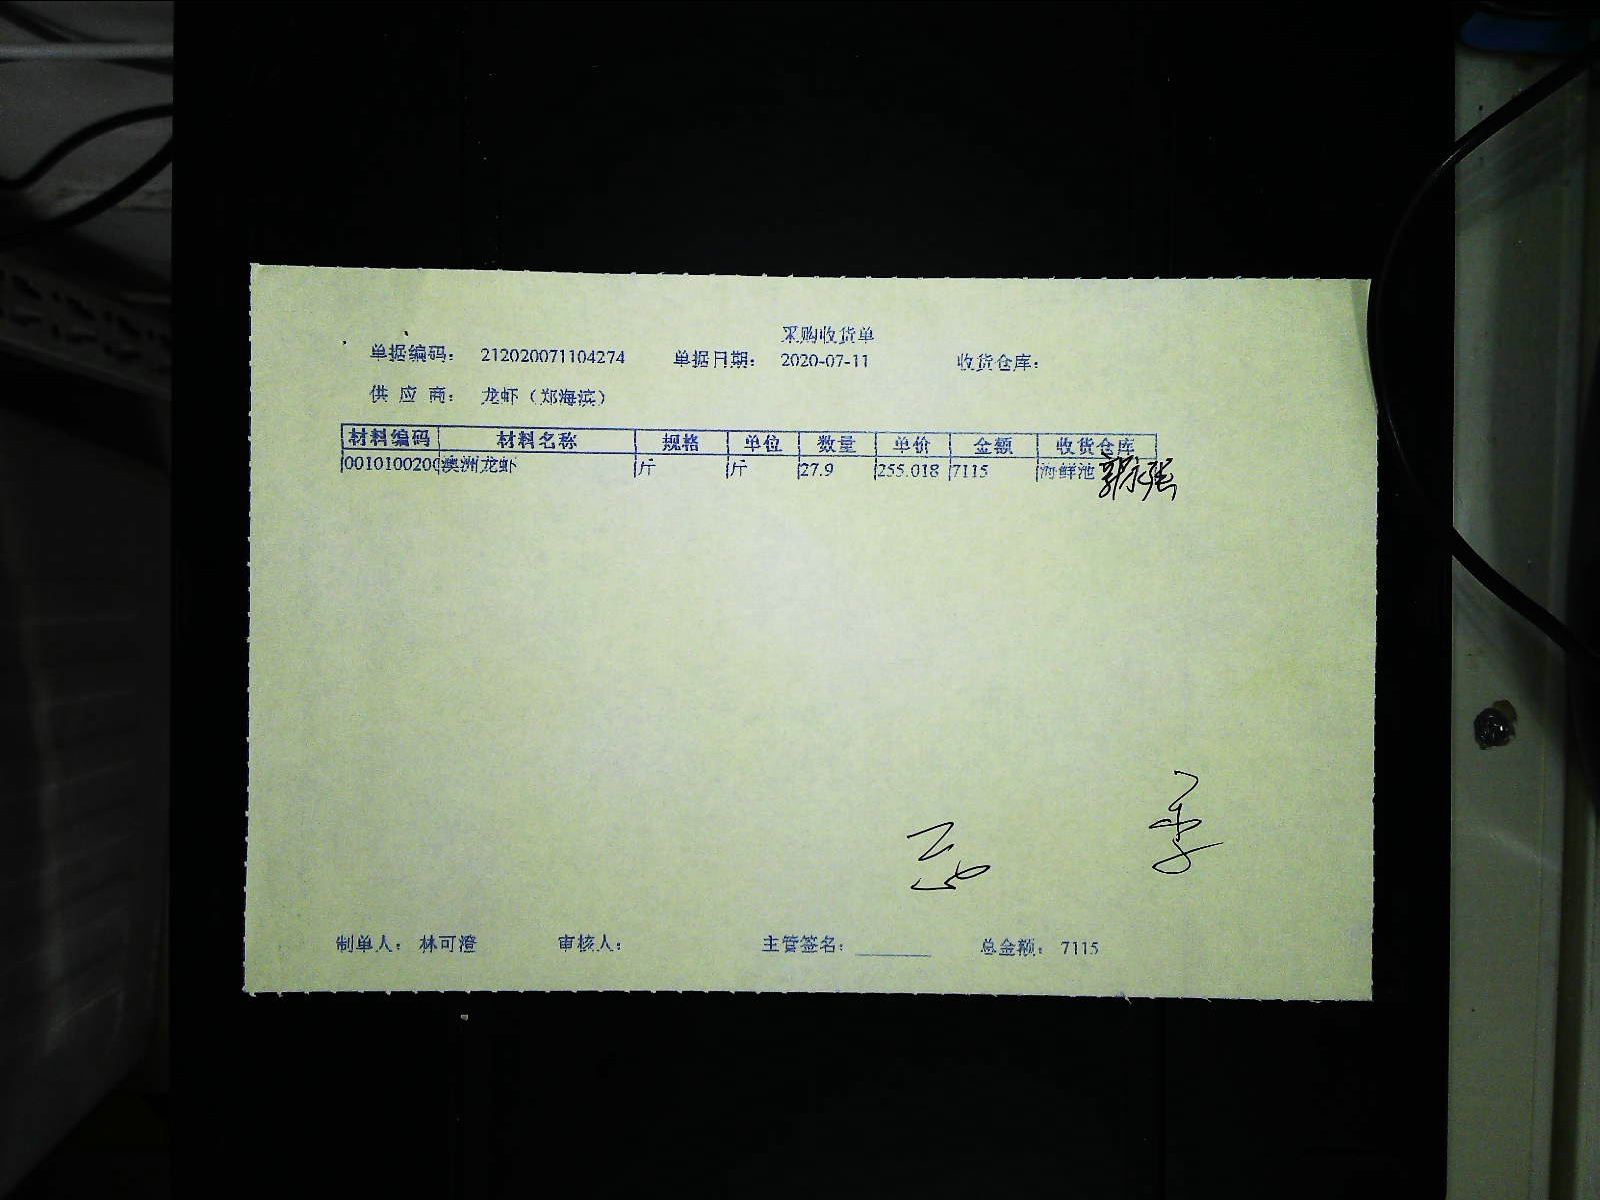 采购收货单
单据编码： 212020071104274 单据日期： 2020-07-11 收货仓库：
供 应 商： 龙虾（郑海滨）
材料编码 材料名称 规格 单位 数量 单价 金额 收货仓库
0010100200 澳洲龙虾 斤 斤 27.9 255.018 7115 海鲜池 郭永强
季
制单人： 林可澄 审核人： 主管签名： 总金额： 7115